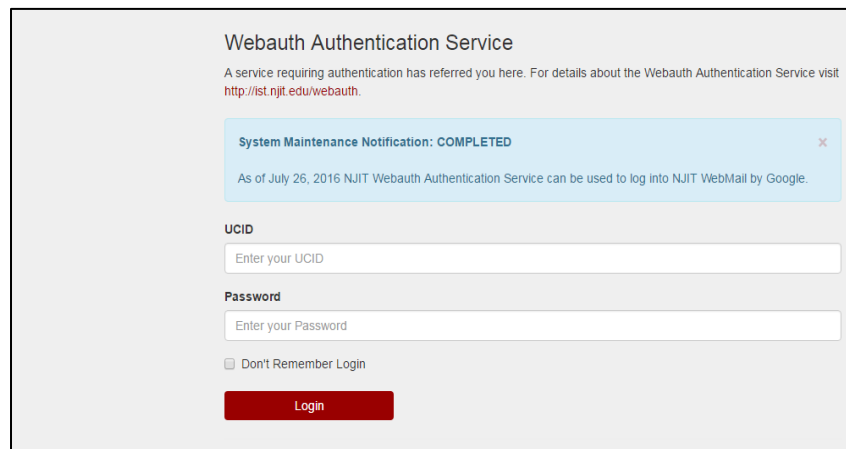 Webauth Authentication Service
A service requiring authentication has referred you here. For details about the Webauth Authentication Service visit
http://ist.njit.edu/webauth.
System Maintenance Notification: COMPLETED ×
As of July 26, 2016 NJIT Webauth Authentication Service can be used to log into NJIT WebMail by Google.
UCID
Enter your UCID
Password
Enter your Password
Don't Remember Login
Login